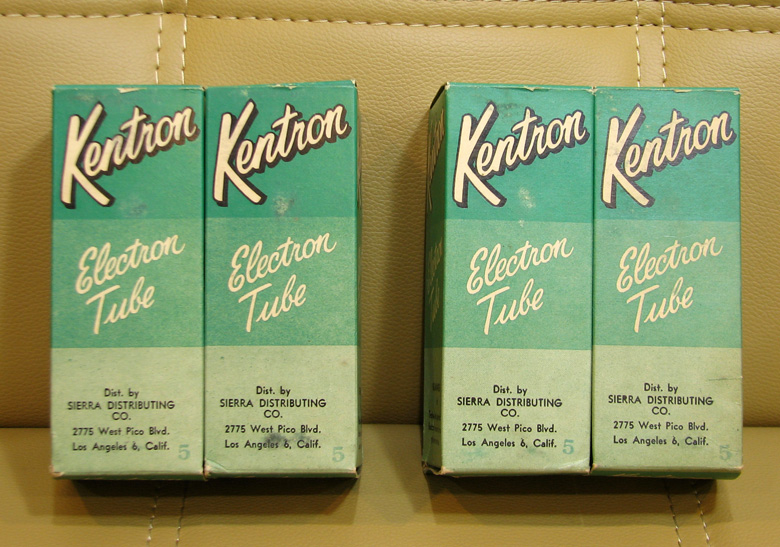 Kentron
Electron
Tube
Dist. by
SIERRA DISTRIBUTING
CO.
2775 West Pico Blvd.
Los Angeles 6, Calif.
5
Kentron
Electron
Tube
Dist. by
SIERRA DISTRIBUTING
CO.
2775 West Pico Blvd.
Los Angeles 6, Calif.
5
Kentron
Electron
Tube
Dist. by
SIERRA DISTRIBUTING
CO.
2775 West Pico Blvd.
Los Angeles 6, Calif.
5
Kentron
Electron
Tube
Dist. by
SIERRA DISTRIBUTING
CO.
2775 West Pico Blvd.
Los Angeles 6, Calif.
5